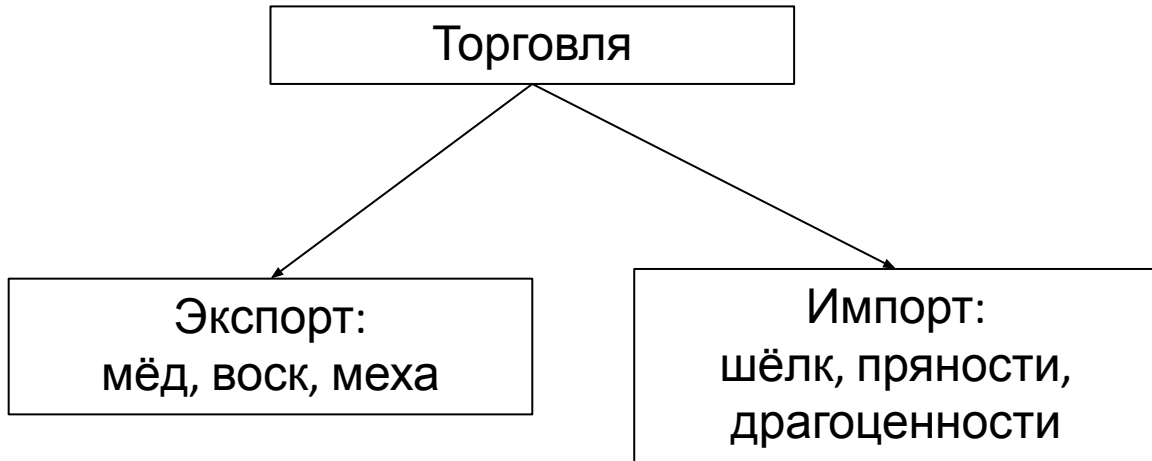 Торговля
Экспорт:
мёд, воск, меха
Импорт:
шёлк, пряности,
драгоценности